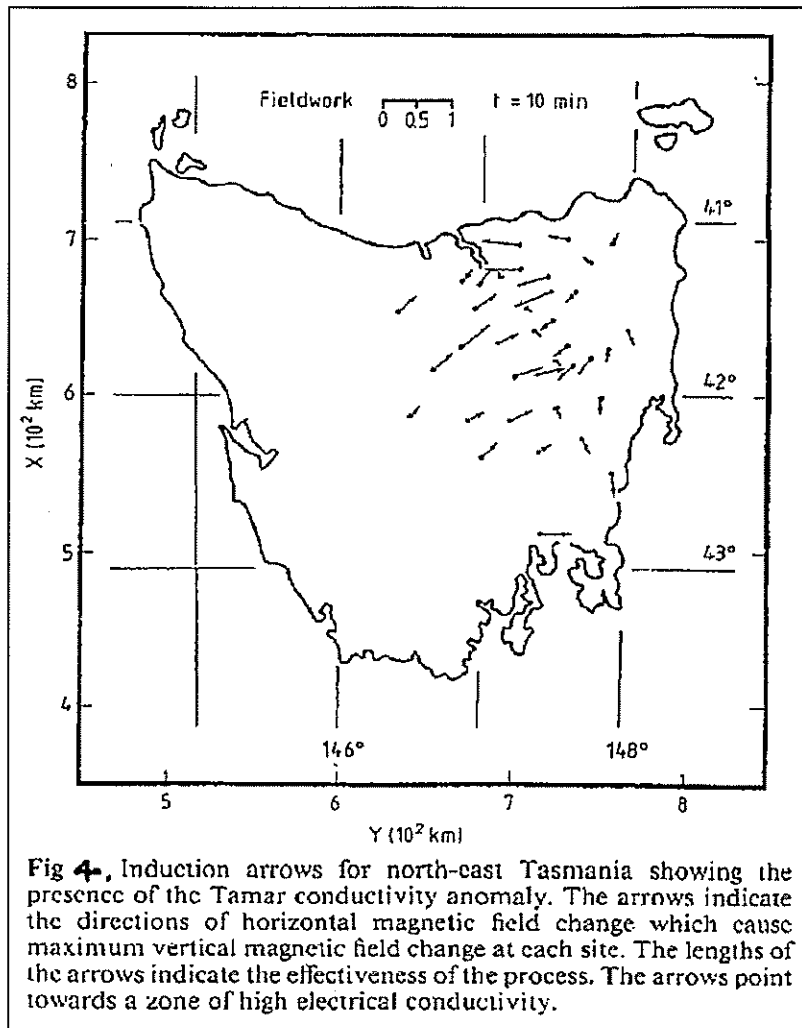 8
Fieldwork 0 0.5 1 t = 10 min
41°
7
42°
6
X (10² km)
5
43°
4
146° 148°
5 6 7 8
Y (10² km)
Fig 4., Induction arrows for north-east Tasmania showing the
presence of the Tamar conductivity anomaly. The arrows indicate
the directions of horizontal magnetic field change which cause
maximum vertical magnetic field change at each site. The lengths of
the arrows indicate the effectiveness of the process. The arrows point
towards a zone of high electrical conductivity.